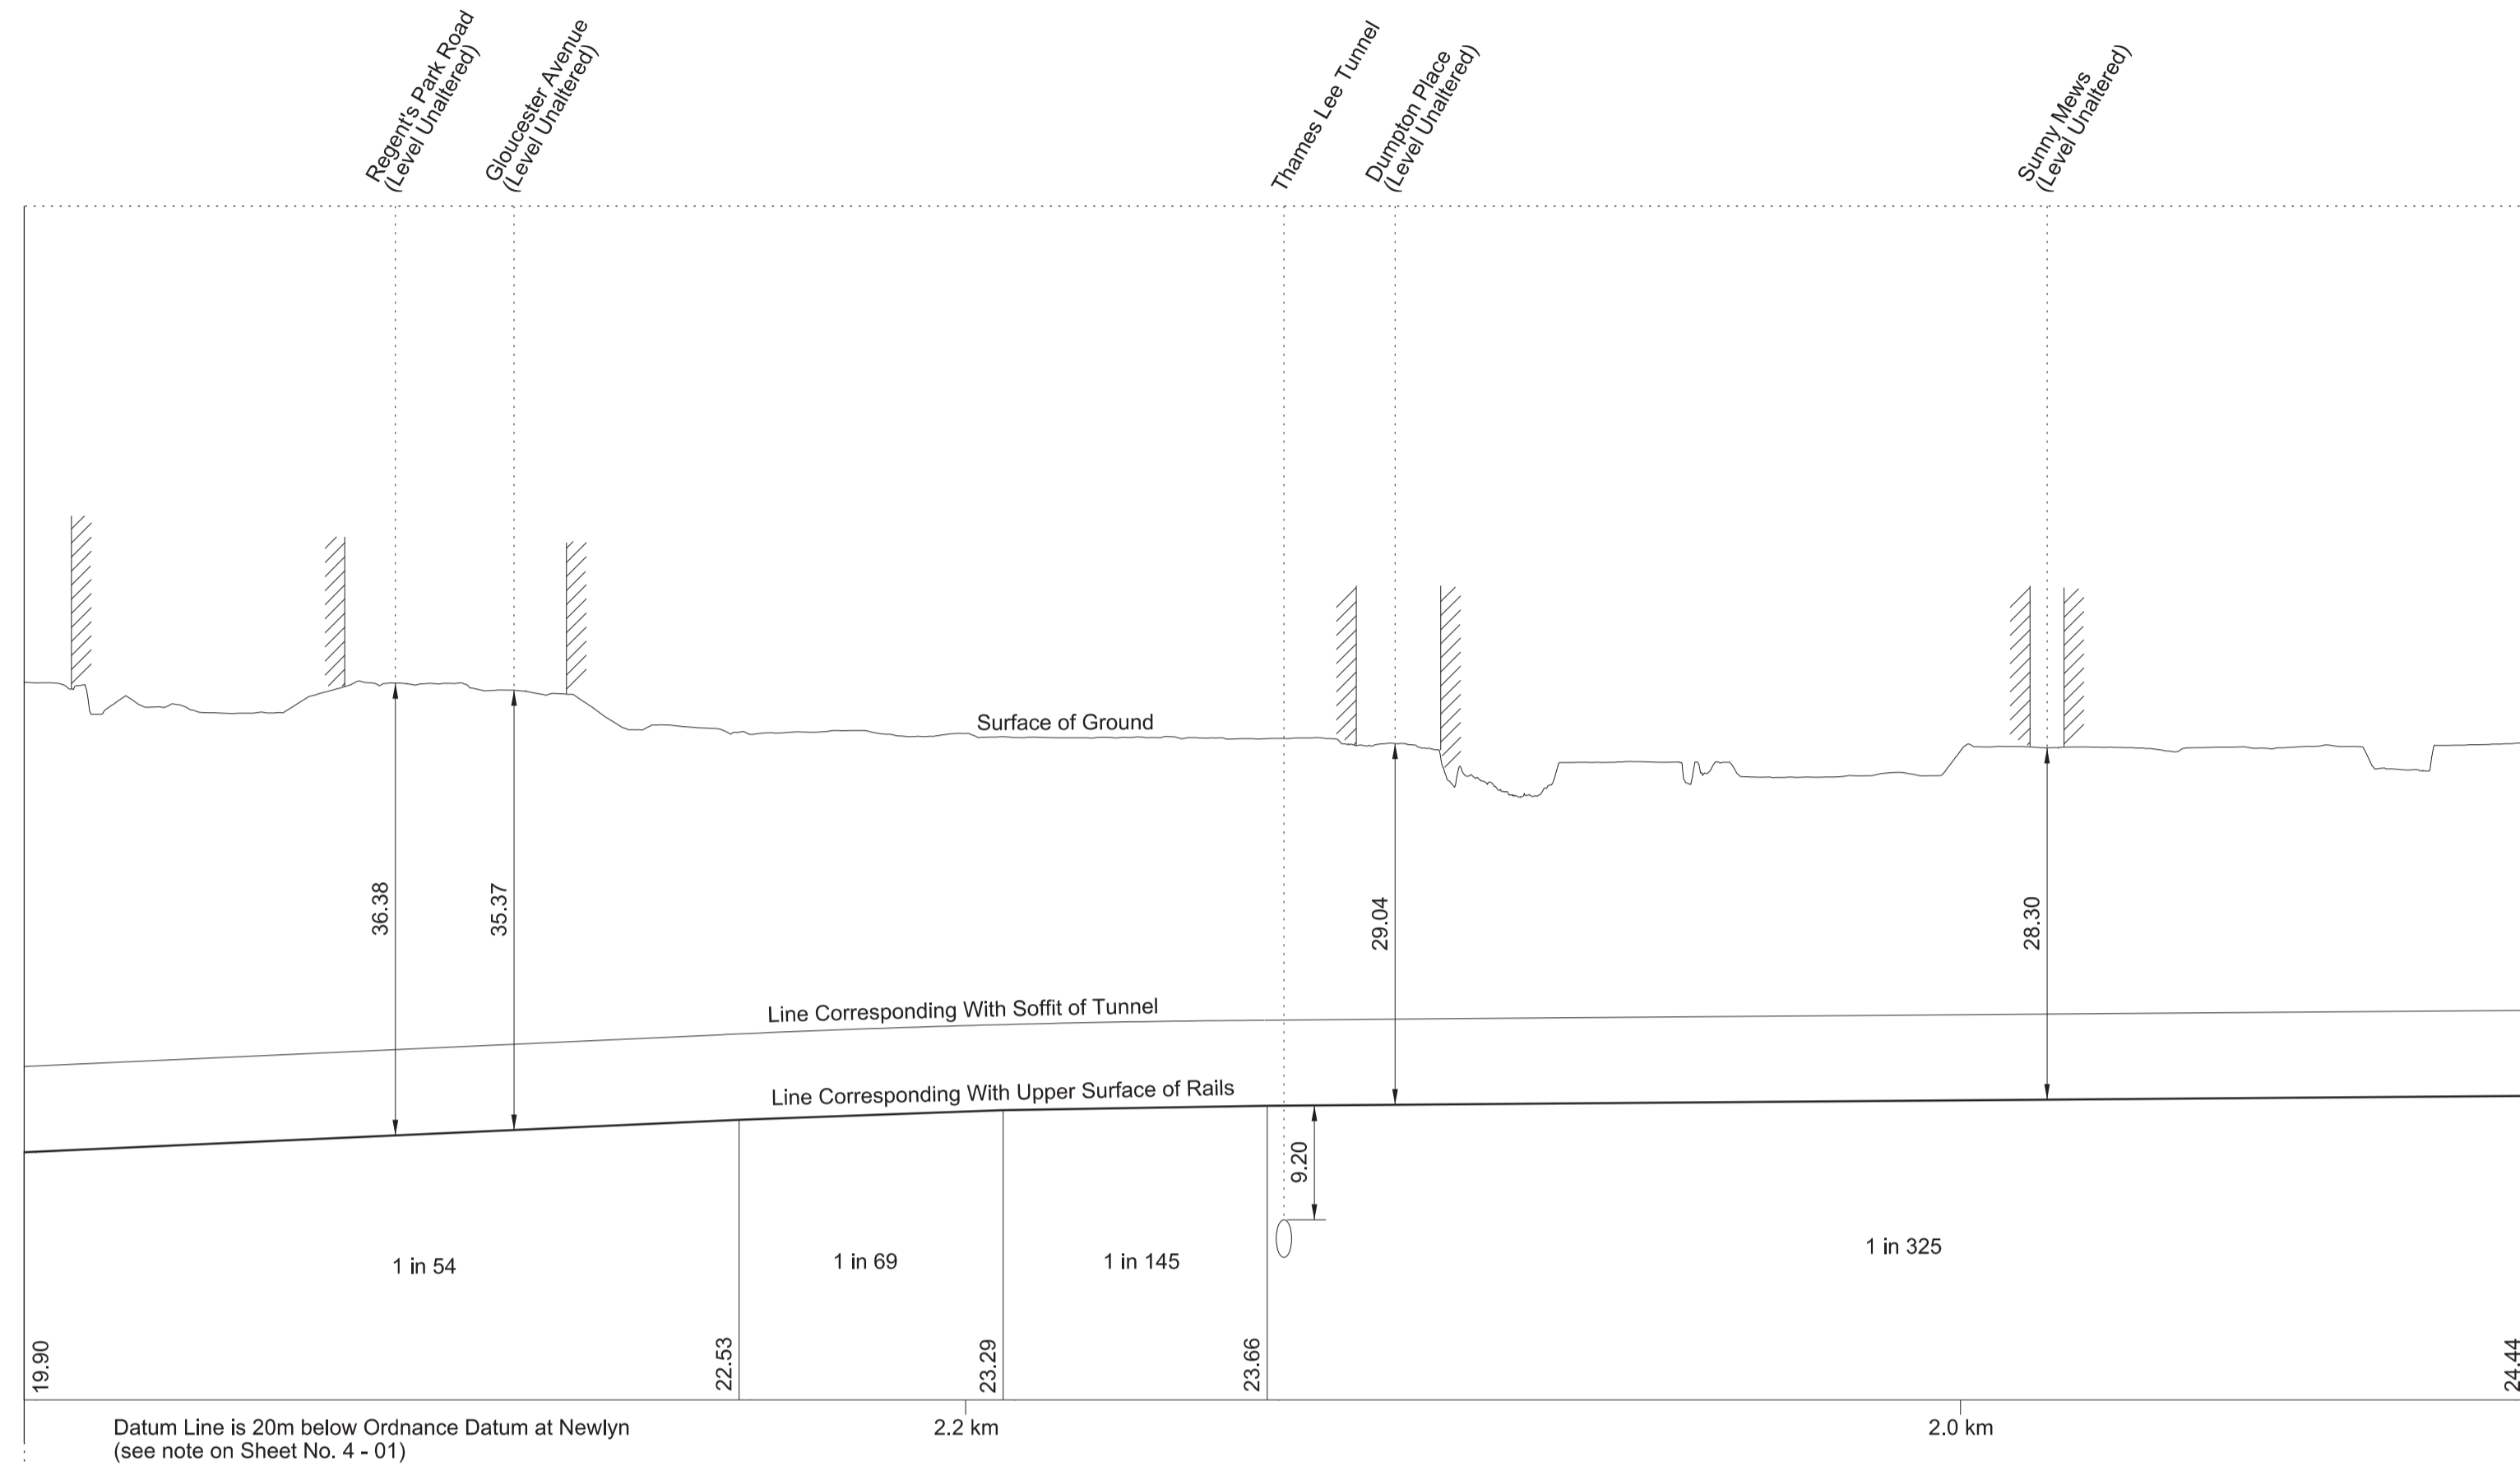 Regent's Park Road
(Level Unaltered)
Gloucester Avenue
(Level Unaltered)
Thames Lee Tunnel
Dumpton Place
(Level Unaltered)
Sunny Mews
(Level Unaltered)
Surface of Ground
36.38
35.37
29.04
28.30
Line Corresponding With Soffit of Tunnel
Line Corresponding With Upper Surface of Rails
9.20
1 in 54
1 in 69
1 in 145
1 in 325
19.90
22.53
23.29
23.66
24.44
Datum Line is 20m below Ordnance Datum at Newlyn
(see note on Sheet No. 4 - 01)
2.2 km
2.0 km